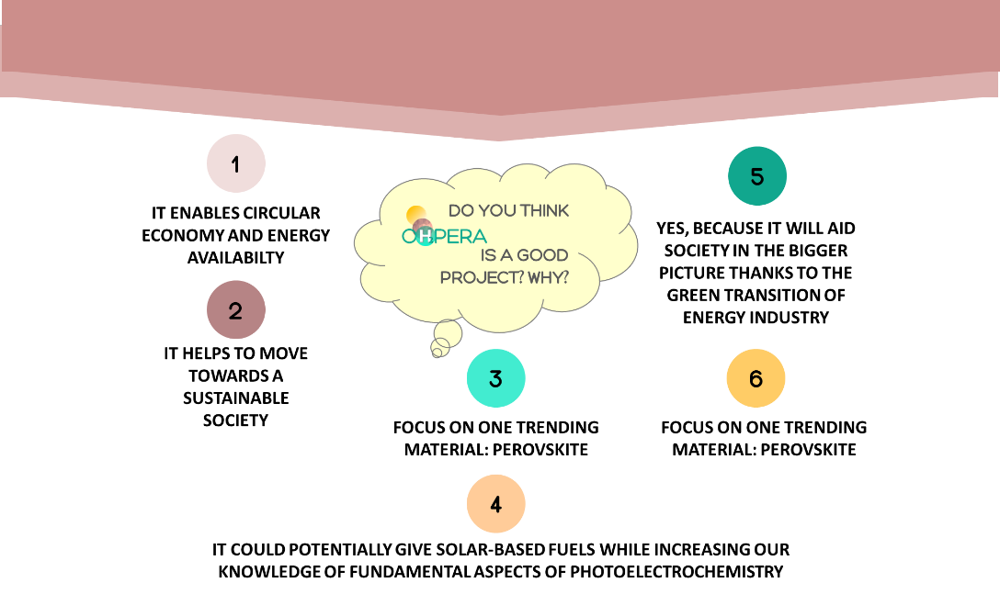 1
IT ENABLES CIRCULAR
ECONOMY AND ENERGY
AVAILABILTY
2
IT HELPS TO MOVE
TOWARDS A
SUSTAINABLE
SOCIETY
DO YOU THINK
OHPERA
IS A GOOD
PROJECT? WHY?
3
FOCUS ON ONE TRENDING
MATERIAL: PEROVSKITE
4
IT COULD POTENTIALLY GIVE SOLAR-BASED FUELS WHILE INCREASING OUR
KNOWLEDGE OF FUNDAMENTAL ASPECTS OF PHOTOELECTROCHEMISTRY
5
YES, BECAUSE IT WILL AID
SOCIETY IN THE BIGGER
PICTURE THANKS TO THE
GREEN TRANSITION OF
ENERGY INDUSTRY
6
FOCUS ON ONE TRENDING
MATERIAL: PEROVSKITE